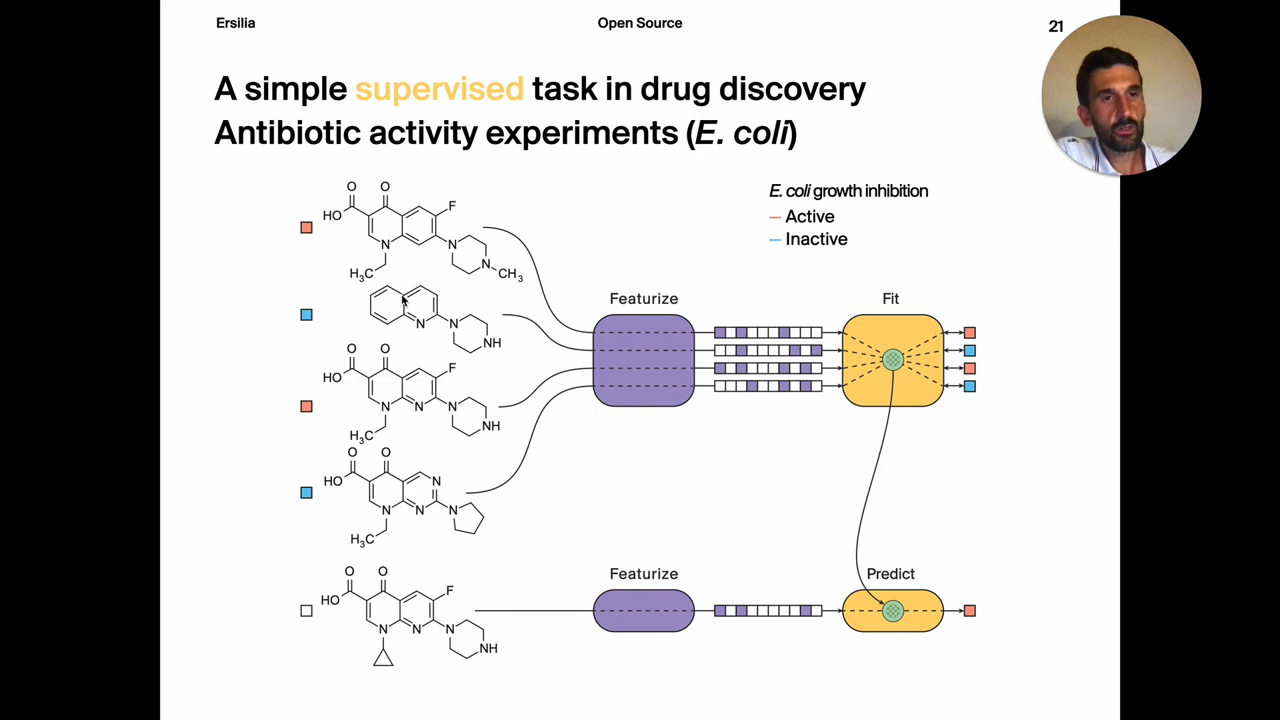 Ersilia
Open Source
21
A simple supervised task in drug discovery
Antibiotic activity experiments (E. coli)
E. coli growth inhibition
Active
Inactive
O O
HO
F
N
N
N
H₃C
CH₃
N
N
NH
O O
HO
F
N
N
N
NH
H₃C
O O
HO
N
N
N
N
H₃C
O O
HO
F
N
N
N
NH
Featurize
Fit
Featurize
Predict